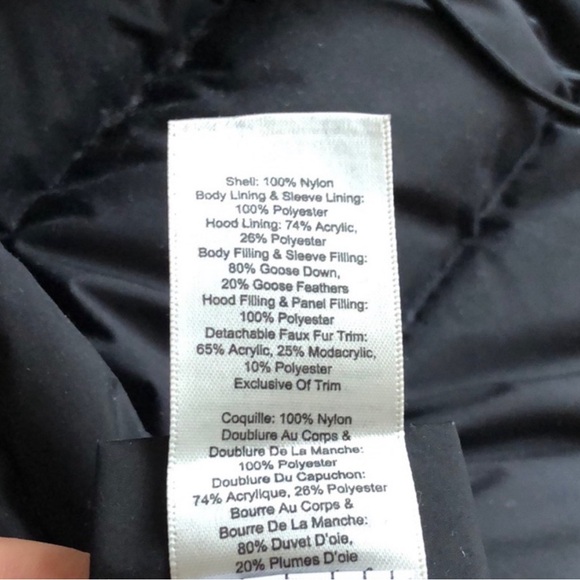 Shell: 100% Nylon
Body Lining & Sleeve Lining:
100% Polyester
Hood Lining: 74% Acrylic,
26% Polyester
Body Filling & Sleeve Filling:
80% Goose Down,
20% Goose Feathers
Hood Filling & Panel Filling:
100% Polyester
Detachable Faux Fur Trim:
65% Acrylic, 25% Modacrylic,
10% Polyester
Exclusive Of Trim
Coquille: 100% Nylon
Doublure Au Corps &
Doublure De La Manche:
100% Polyester
Doublure Du Capuchon:
74% Acrylique, 26% Polyester
Bourre Au Corps &
Bourre De La Manche:
80% Duvet D'oie,
20% Plumes D'oie